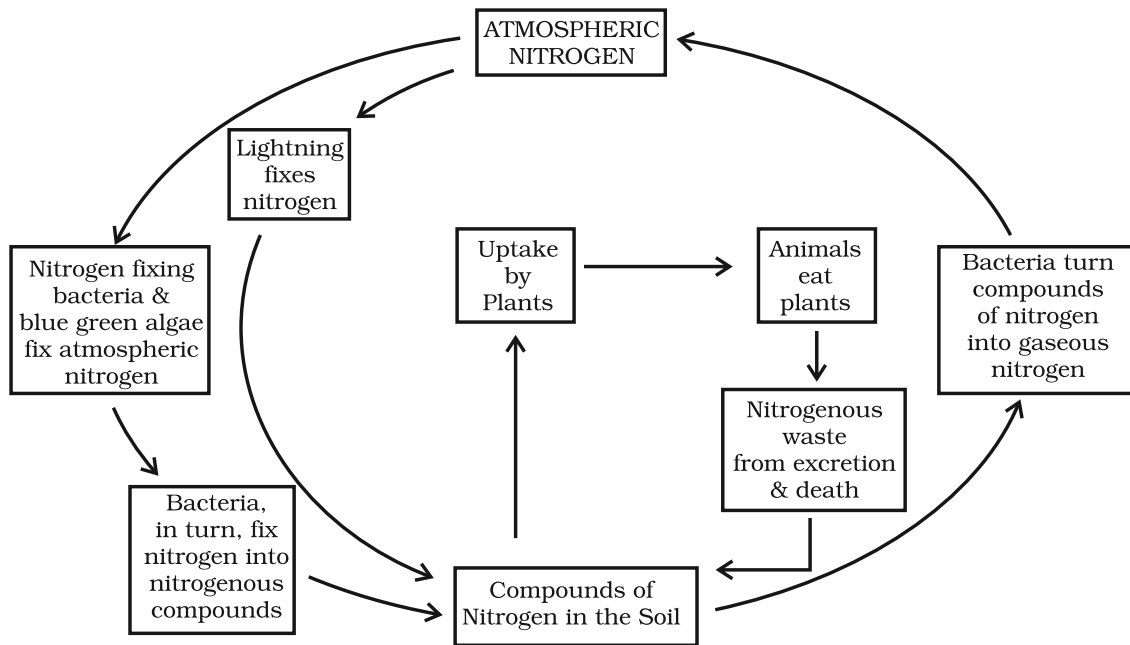 ATMOSPHERIC
NITROGEN
Lightning
fixes
nitrogen
Nitrogen fixing
bacteria &
blue green algae
fix atmospheric
nitrogen
Uptake
by
Plants
Animals
eat
plants
Bacteria turn
compounds
of nitrogen
into gaseous
nitrogen
Nitrogenous
waste
from excretion
& death
Bacteria,
in turn, fix
nitrogen into
nitrogenous
compounds
Compounds of
Nitrogen in the Soil